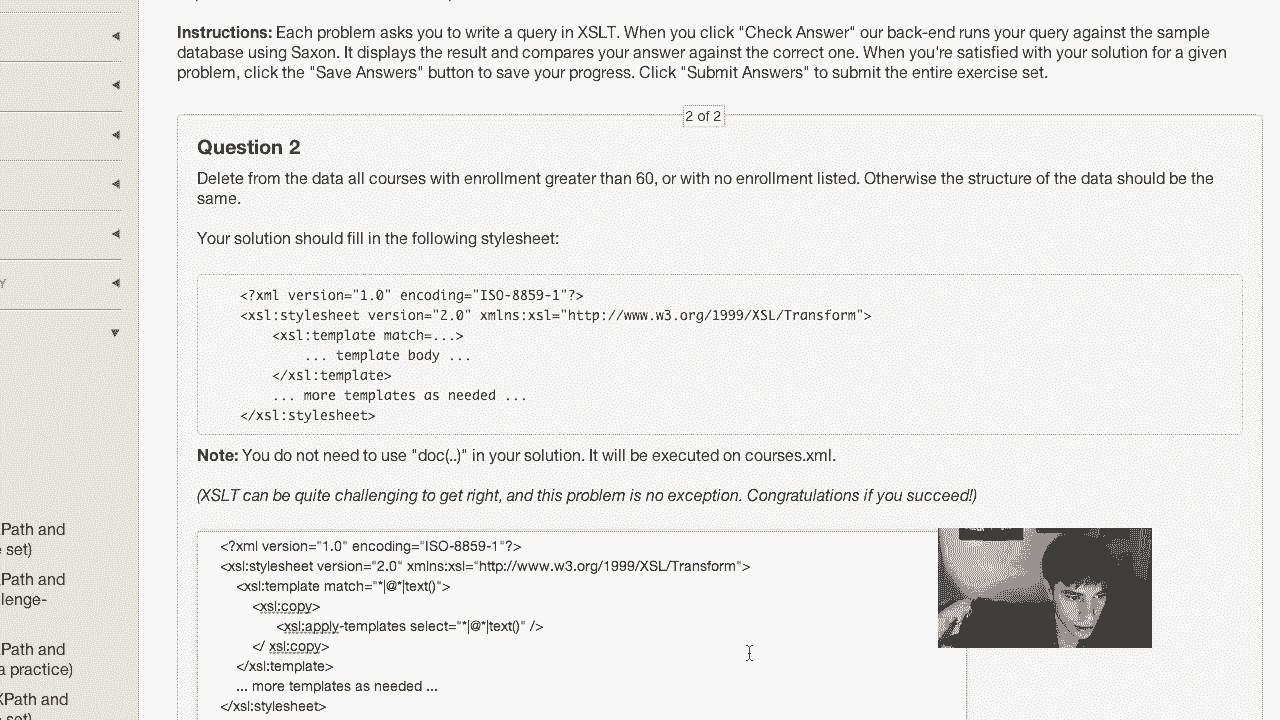 Instructions: Each problem asks you to write a query in XSLT. When you click "Check Answer" our back-end runs your query against the sample
database using Saxon. It displays the result and compares your answer against the correct one. When you're satisfied with your solution for a given
problem, click the "Save Answers" button to save your progress. Click "Submit Answers" to submit the entire exercise set.
2 of 2
Question 2
Delete from the data all courses with enrollment greater than 60, or with no enrollment listed. Otherwise the structure of the data should be the
same.
Your solution should fill in the following stylesheet:
<?xml version="1.0" encoding="ISO-8859-1"?>
<xsl:stylesheet version="2.0" xmlns:xsl="http://www.w3.org/1999/XSL/Transform">
<xsl:template match=...>
... template body ...
</xsl:template>
... more templates as needed ...
</xsl:stylesheet>
Note: You do not need to use "doc(..)" in your solution. It will be executed on courses.xml.
(XSLT can be quite challenging to get right, and this problem is no exception. Congratulations if you succeed!)
<?xml version="1.0" encoding="ISO-8859-1"?>
<xsl:stylesheet version="2.0" xmlns:xsl="http://www.w3.org/1999/XSL/Transform">
<xsl:template match="*|@*|text()">
<xsl:copy>
<xsl:apply-templates select="*|@*|text()" />
</ xsl:copy>
</xsl:template>
... more templates as needed ...
</xsl:stylesheet>
Y
Path and
set)
Path and
lenge-
Path and
a practice)
XPath and
set)